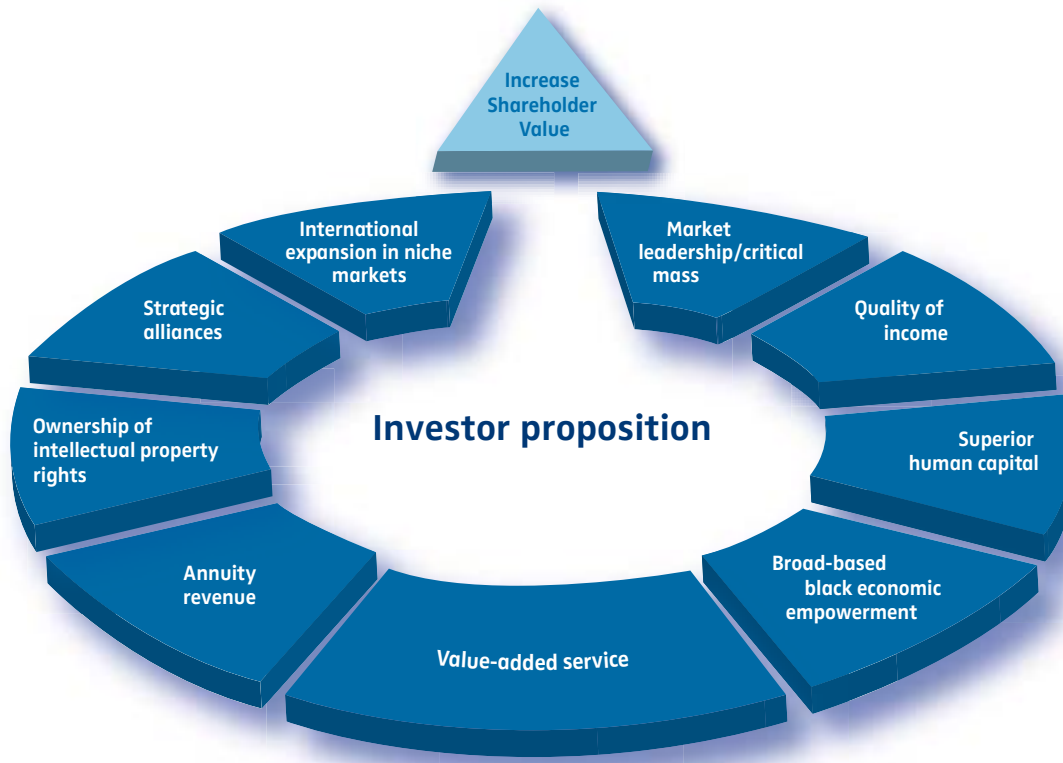 Increase
Shareholder
Value
International
expansion in niche
markets
Market
leadership/critical
mass
Strategic
alliances
Quality of
income
Investor proposition
Ownership of
intellectual property
rights
Superior
human capital
Annuity
revenue
Broad-based
black economic
empowerment
Value-added service